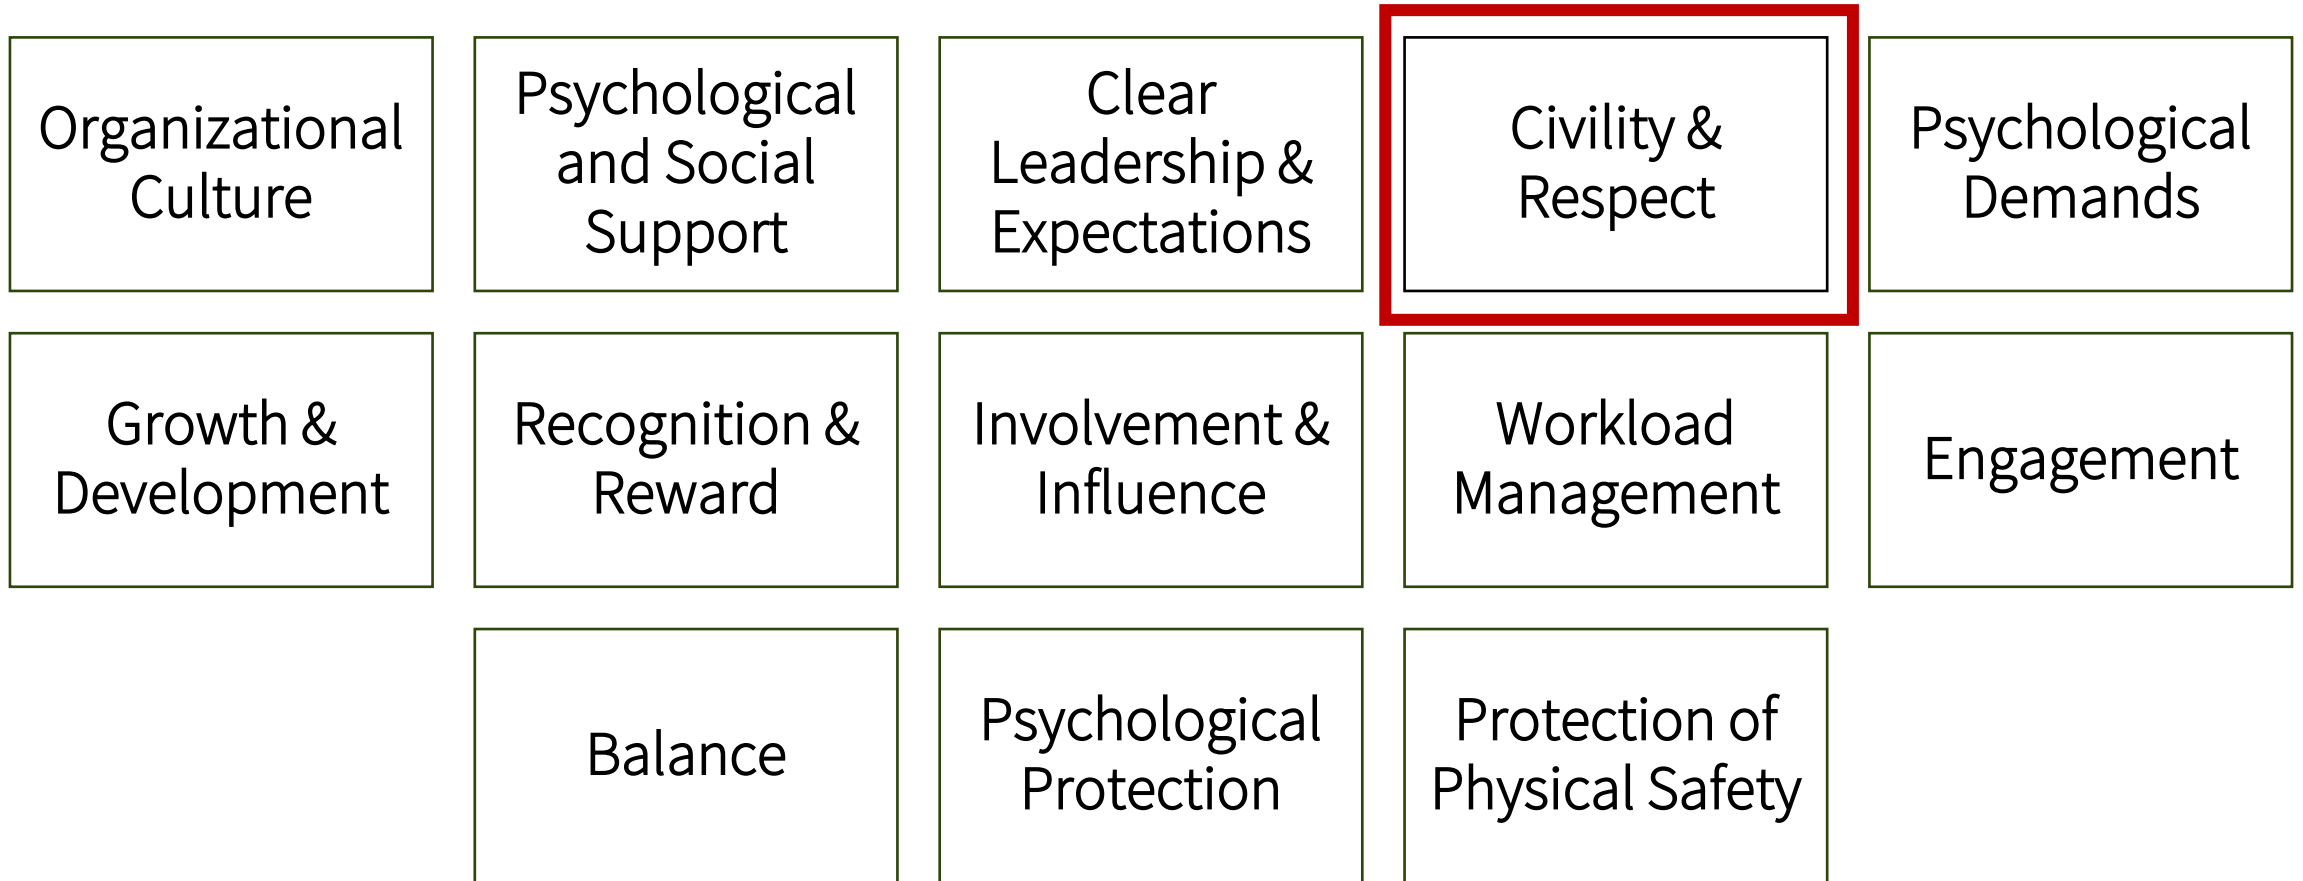 Organizational
Culture
Psychological
and Social
Support
Clear
Leadership &
Expectations
Civility &
Respect
Psychological
Demands
Growth &
Development
Recognition &
Reward
Involvement &
Influence
Workload
Management
Engagement
Balance
Psychological
Protection
Protection of
Physical Safety